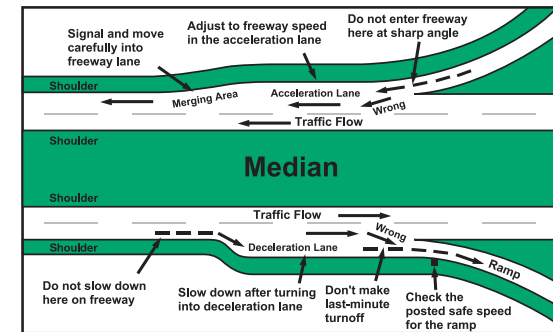 Signal and move
carefully into
freeway lane
Adjust to freeway speed
in the acceleration lane
Do not enter freeway
here at sharp angle
Shoulder
Merging Area
Acceleration Lane
Wrong
Traffic Flow
Shoulder
Median
Shoulder
Traffic Flow
Wrong
Shoulder
Deceleration Lane
Ramp
Do not slow down
here on freeway
Slow down after turning
into deceleration lane
Don't make
last-minute
turnoff
Check the
posted safe speed
for the ramp